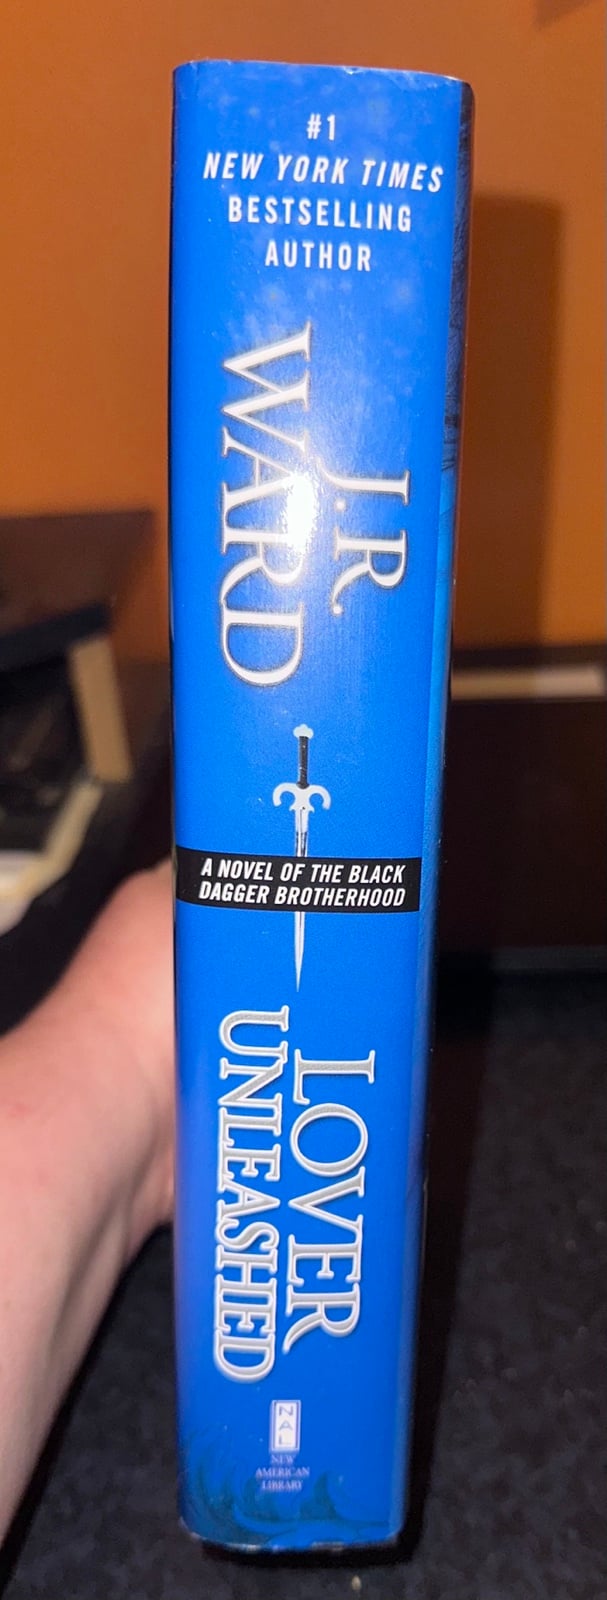 #1
NEW YORK TIMES
BESTSELLING
AUTHOR
J.R.
WARD
A NOVEL OF THE BLACK
DAGGER BROTHERHOOD
LOVER
UNLEASHED
NAL
NEW
AMERICAN
LIBRARY